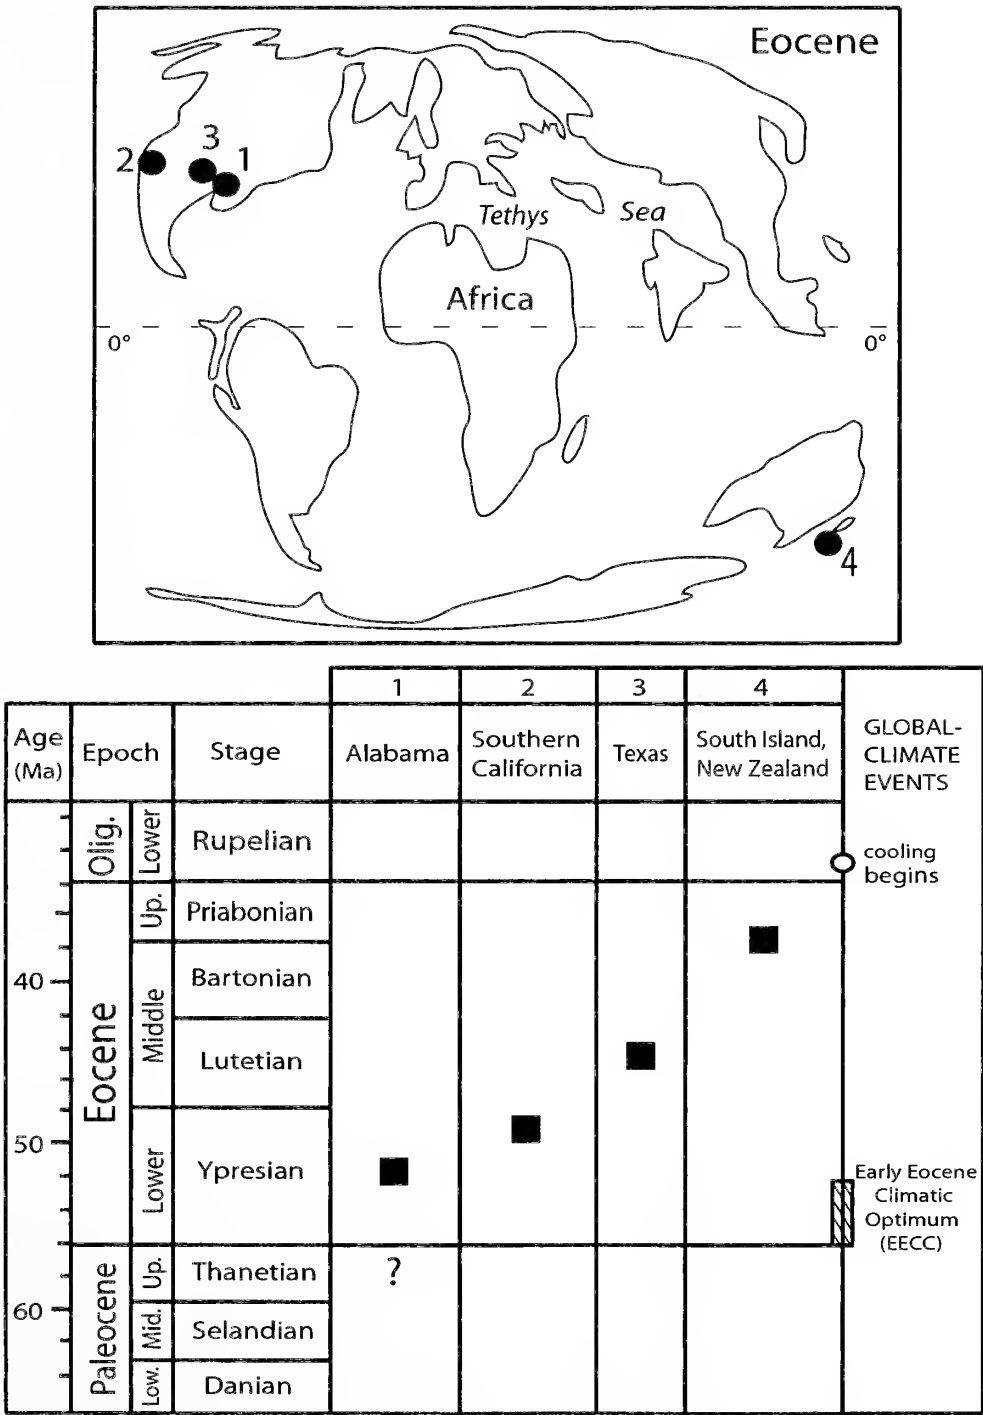 Eocene
3
2
1
Tethys Sea
Africa
0° 0°
4
1 2 3 4
Age
(Ma)
Epoch
Stage
Alabama
Southern
California
Texas
South Island,
New Zealand
GLOBAL-
CLIMATE
EVENTS
Olig.
Lower
Rupelian
cooling
begins
Eocene
Up.
Priabonian
40
Middle
Bartonian
Lutetian
50
Lower
Ypresian
Early Eocene
Climatic
Optimum
(EECC)
Paleocene
Up.
Thanetian
?
60
Mid.
Selandian
Low.
Danian